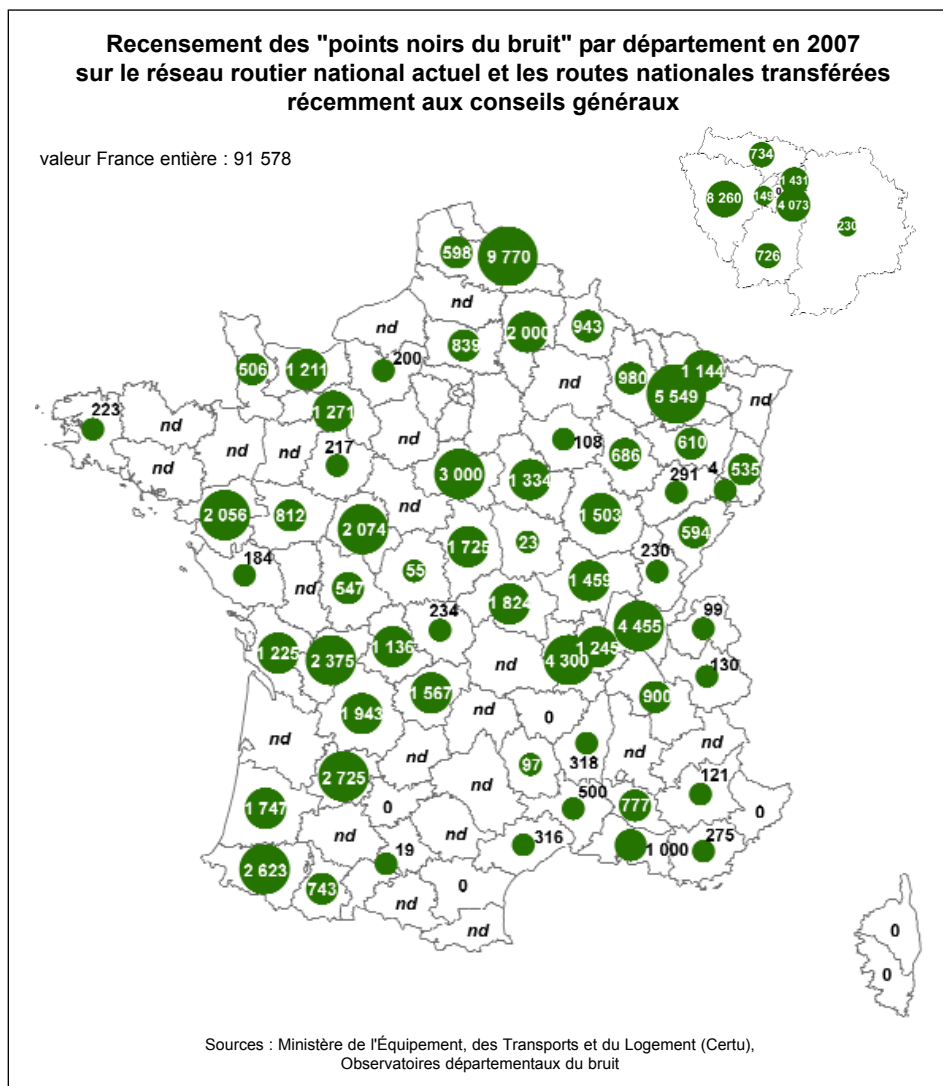 Recensement des "points noirs du bruit" par département en 2007
sur le réseau routier national actuel et les routes nationales transférées
récemment aux conseils généraux
valeur France entière : 91 578
734
1 431
8 260
149
0
4 073
230
726
598
9 770
nd
nd
2 000
943
839
200
506
1 211
980
1 144
nd
5 549
nd
223
1 271
nd
nd
108
610
nd
nd
217
686
535
nd
3 000
1 334
291
4
2 056
812
nd
1 503
2 074
594
1 725
23
184
55
230
nd
547
1 459
1 824
234
99
4 455
1 225
1 136
1 245
2 375
nd
4 300
130
1 567
900
1 943
nd
0
nd
nd
nd
nd
97
318
2 725
nd
121
500
1 747
0
777
0
nd
nd
316
275
19
1 000
2 623
743
0
nd
nd
0
0
Sources : Ministère de l'Équipement, des Transports et du Logement (Certu),
Observatoires départementaux du bruit